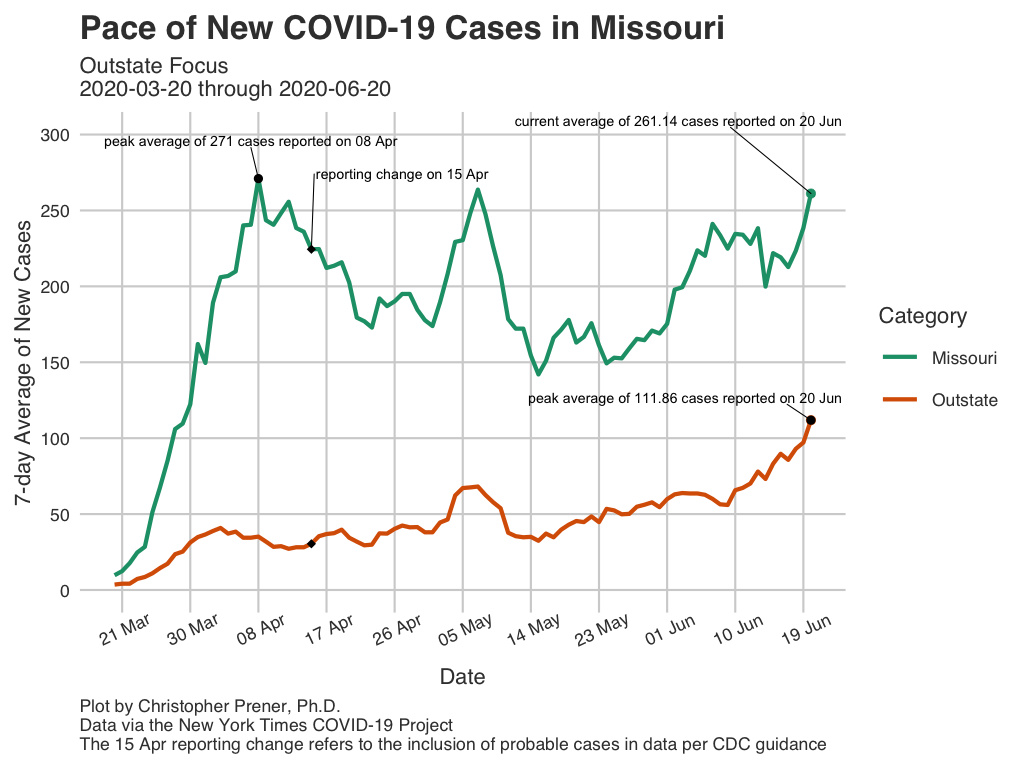 Pace of New COVID-19 Cases in Missouri
Outstate Focus
2020-03-20 through 2020-06-20
current average of 261.14 cases reported on 20 Jun
peak average of 271 cases reported on 08 Apr
reporting change on 15 Apr
peak average of 111.86 cases reported on 20 Jun
7-day Average of New Cases
300
250
200
150
100
50
0
21 Mar
30 Mar
08 Apr
17 Apr
26 Apr
05 May
14 May
23 May
01 Jun
10 Jun
19 Jun
Date
Category
Missouri
Outstate
Plot by Christopher Prener, Ph.D.
Data via the New York Times COVID-19 Project
The 15 Apr reporting change refers to the inclusion of probable cases in data per CDC guidance